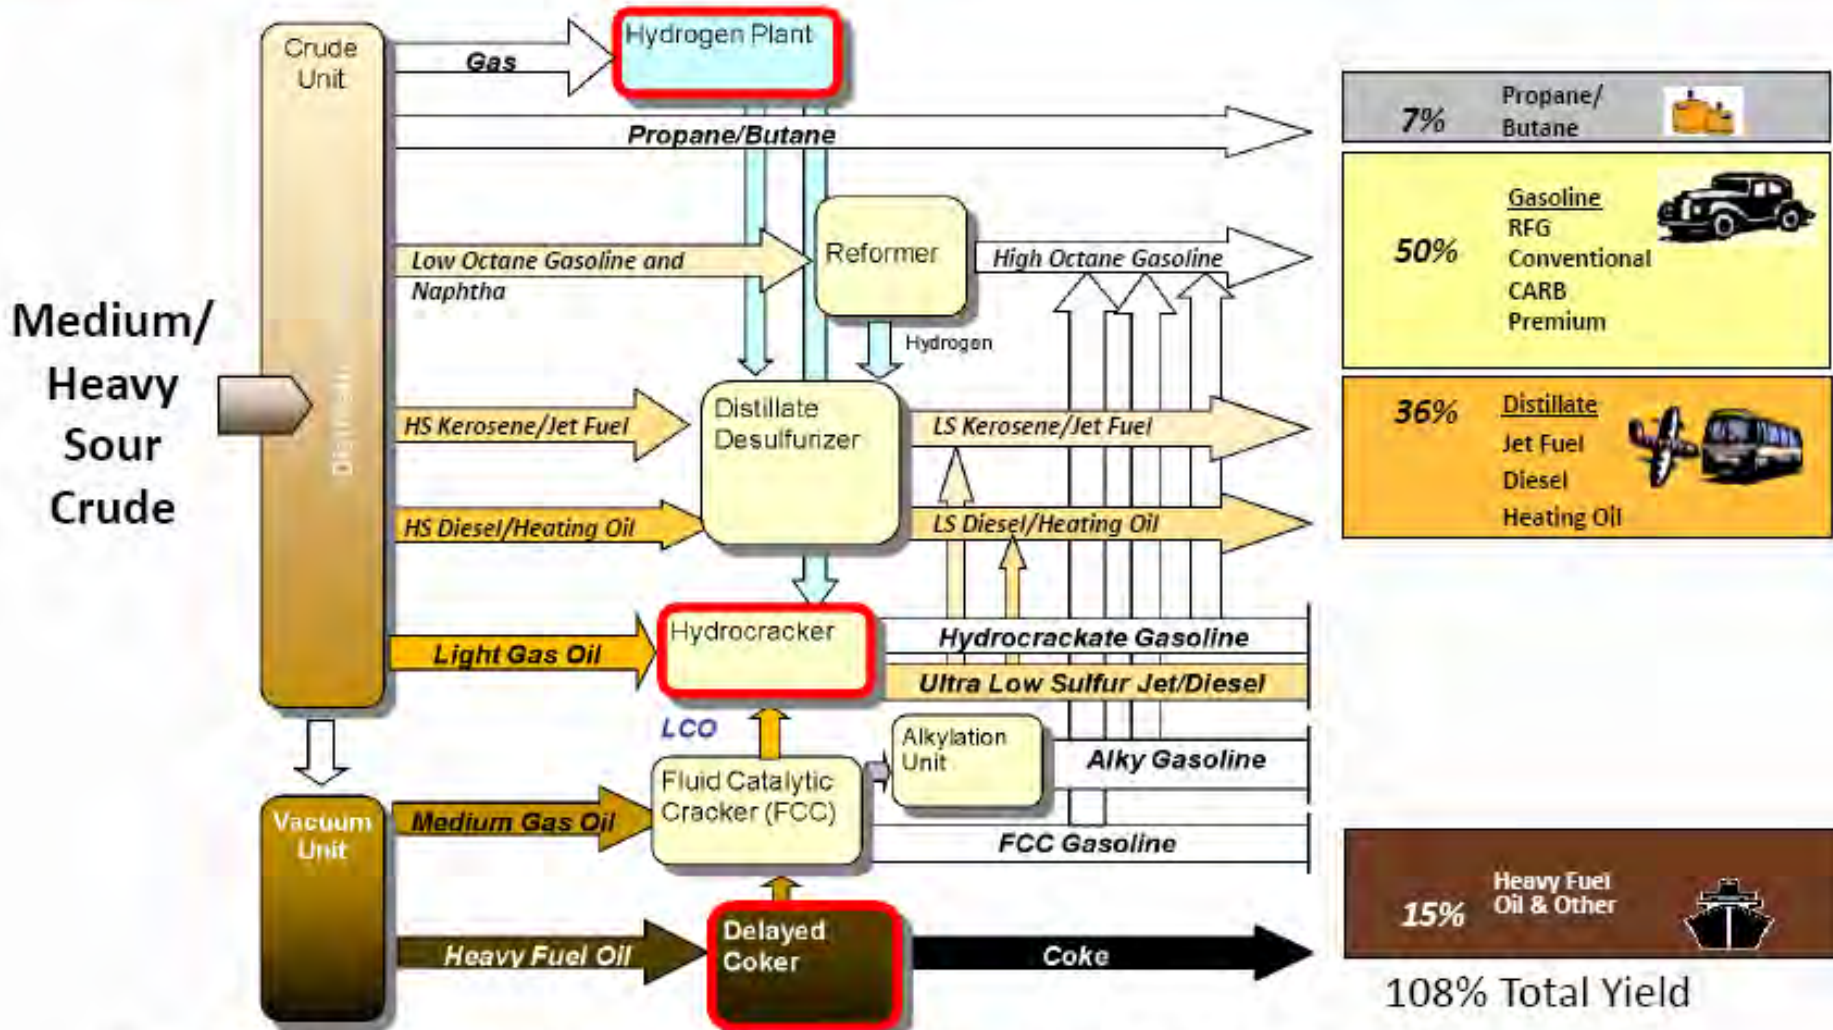 Medium/
Heavy
Sour
Crude
Crude
Unit
Distillation
Vacuum
Unit
Gas
Hydrogen Plant
Propane/Butane
Low Octane Gasoline and
Naphtha
Reformer
High Octane Gasoline
Hydrogen
HS Kerosene/Jet Fuel
Distillate
Desulfurizer
LS Kerosene/Jet Fuel
HS Diesel/Heating Oil
LS Diesel/Heating Oil
Light Gas Oil
Hydrocracker
Hydrocrackate Gasoline
Ultra Low Sulfur Jet/Diesel
LCO
Alkylation
Unit
Alky Gasoline
Medium Gas Oil
Fluid Catalytic
Cracker (FCC)
FCC Gasoline
Heavy Fuel Oil
Delayed
Coker
Coke
7%
Propane/
Butane
50%
Gasoline
RFG
Conventional
CARB
Premium
36%
Distillate
Jet Fuel
Diesel
Heating Oil
15%
Heavy Fuel
Oil & Other
108% Total Yield